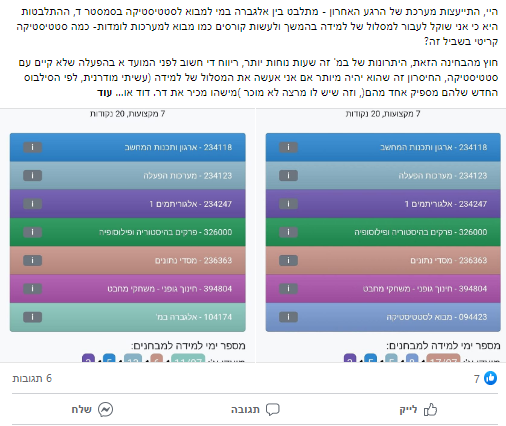 היי, התייעצות מערכת של הרגע האחרון - מתלבט בין אלגברה במי למבוא לסטטיסטיקה בסמסטר ד, ההתלבטות
היא כי אני שוקל לעבור למסלול של למידה בהמשך ולעשות קורסים כמו מבוא למערכות לומדות- כמה סטטיסטיקה
קריטי בשביל זה?
חוץ מהבחינה הזאת, היתרונות של במ' זה שעות נוחות יותר, ריווח די חשוב לפני המועד א בהפעלה שלא קיים עם
סטטיסטיקה, החיסרון זה שהוא יהיה מיותר אם אני אעשה את המסלול של למידה (עשיתי מודרנית, לפי הסילבוס
החדש שלהם מספיק אחד מהם(, וזה שיש לו מרצה לא מוכר )מישהו מכיר את דר. דוד או... עוד
7 מקצועות, 20 נקודות
234118 - ארגון ותכנות המחשב
234123 - מערכות הפעלה
234247 - אלגוריתמים 1
326000 - פרקים בהיסטוריה ופילוסופיה
236363 - מסדי נתונים
394804 - חינוך גופני - משחקי מחבט
094423 - מבוא לסטטיסטיקה
מספר ימי למידה למבחנים:
7 מקצועות, 20 נקודות
234118 - ארגון ותכנות המחשב
234123 - מערכות הפעלה
234247 - אלגוריתמים 1
326000 - פרקים בהיסטוריה ופילוסופיה
236363 - מסדי נתונים
394804 - חינוך גופני - משחקי מחבט
104174 - אלגברה במ'
מספר ימי למידה למבחנים:
7
6 תגובות
לייק
תגובה
שלח